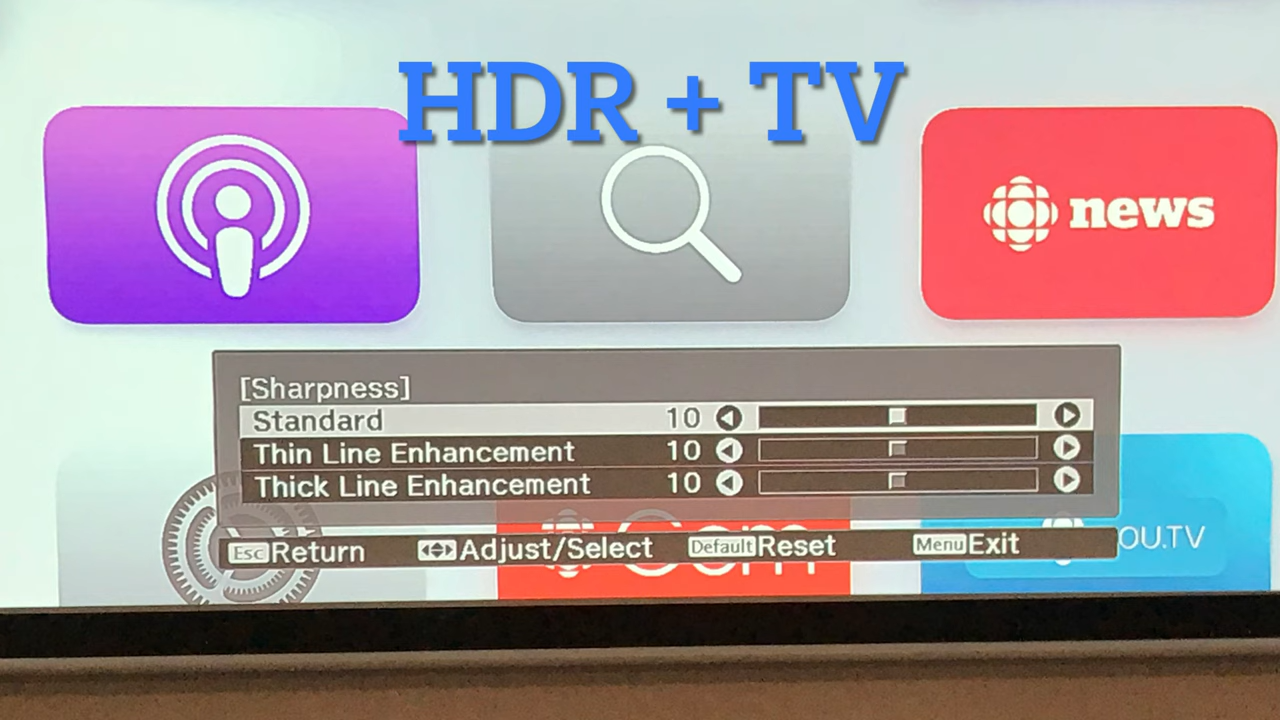 HDR + TV
news
[Sharpness]
Standard 10
Thin Line Enhancement 10
Thick Line Enhancement 10
Esc Return Adjust/Select Default Reset Menu Exit
Gem
OU.TV